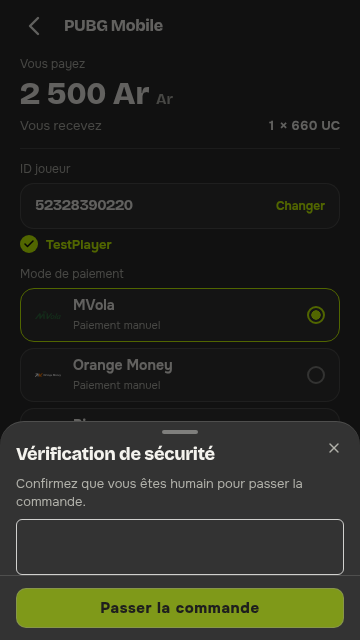 PUBG Mobile
Vous payez
2 500 Ar Ar
Vous recevez
1 × 660 UC
ID joueur
52328390220
Changer
TestPlayer
Mode de paiement
MVola
Paiement manuel
Orange Money
Paiement manuel
Vérification de sécurité
Confirmez que vous êtes humain pour passer la
commande.
Passer la commande